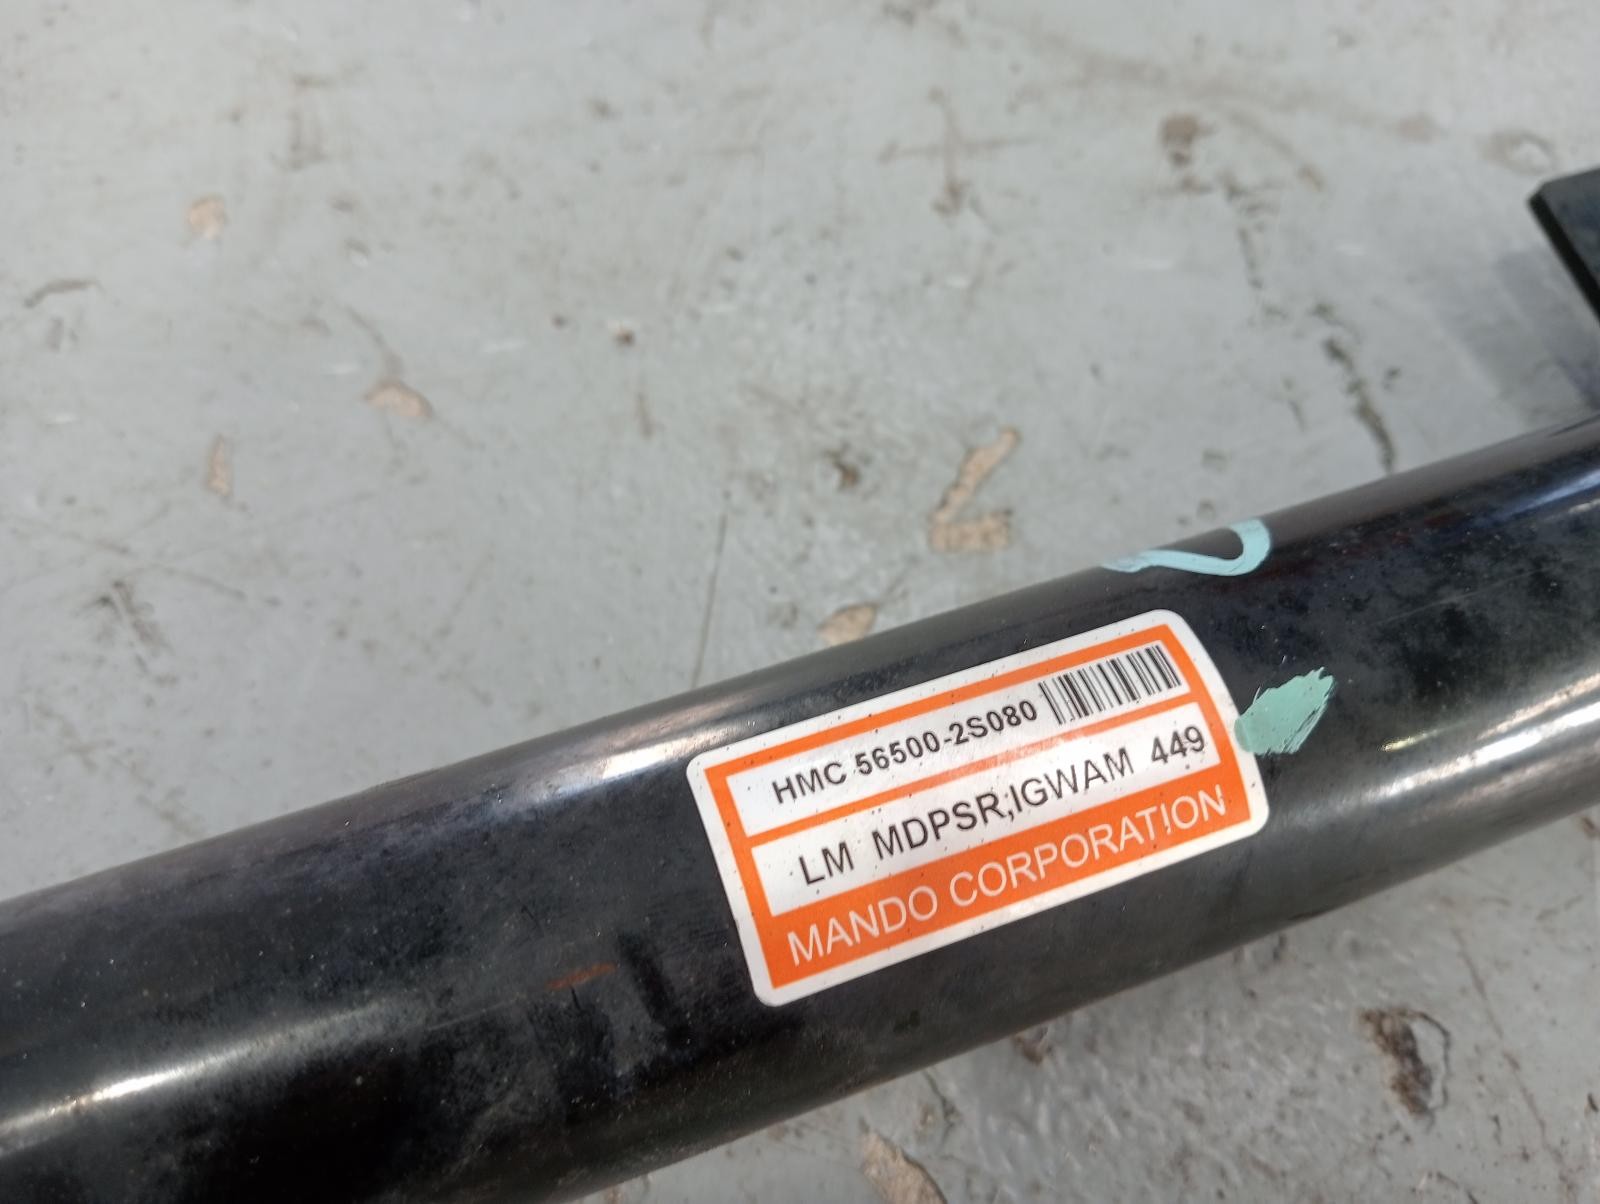 HMC 56500-2S080
LM MDPSR;IGWAM 449
MANDO CORPORATION